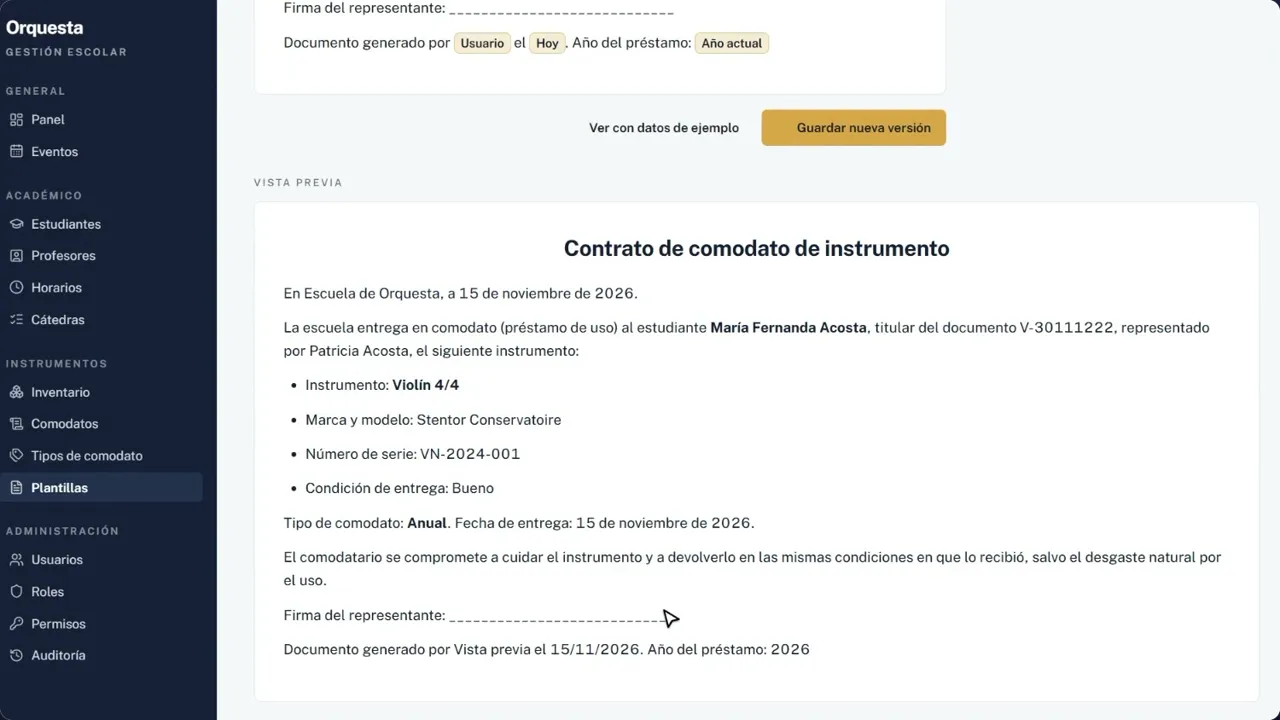 Orquesta
GESTIÓN ESCOLAR
GENERAL
Panel
Eventos
ACADÉMICO
Estudiantes
Profesores
Horarios
Cátedras
INSTRUMENTOS
Inventario
Comodatos
Tipos de comodato
Plantillas
ADMINISTRACIÓN
Usuarios
Roles
Permisos
Auditoría
Firma del representante: ____________________________
Documento generado por Usuario el Hoy. Año del préstamo: Año actual
Ver con datos de ejemplo
Guardar nueva versión
VISTA PREVIA
Contrato de comodato de instrumento
En Escuela de Orquesta, a 15 de noviembre de 2026.
La escuela entrega en comodato (préstamo de uso) al estudiante María Fernanda Acosta, titular del documento V-30111222, representado
por Patricia Acosta, el siguiente instrumento:
• Instrumento: Violín 4/4
• Marca y modelo: Stentor Conservatoire
• Número de serie: VN-2024-001
• Condición de entrega: Bueno
Tipo de comodato: Anual. Fecha de entrega: 15 de noviembre de 2026.
El comodatario se compromete a cuidar el instrumento y a devolverlo en las mismas condiciones en que lo recibió, salvo el desgaste natural por
el uso.
Firma del representante: ____________________________
Documento generado por Vista previa el 15/11/2026. Año del préstamo: 2026